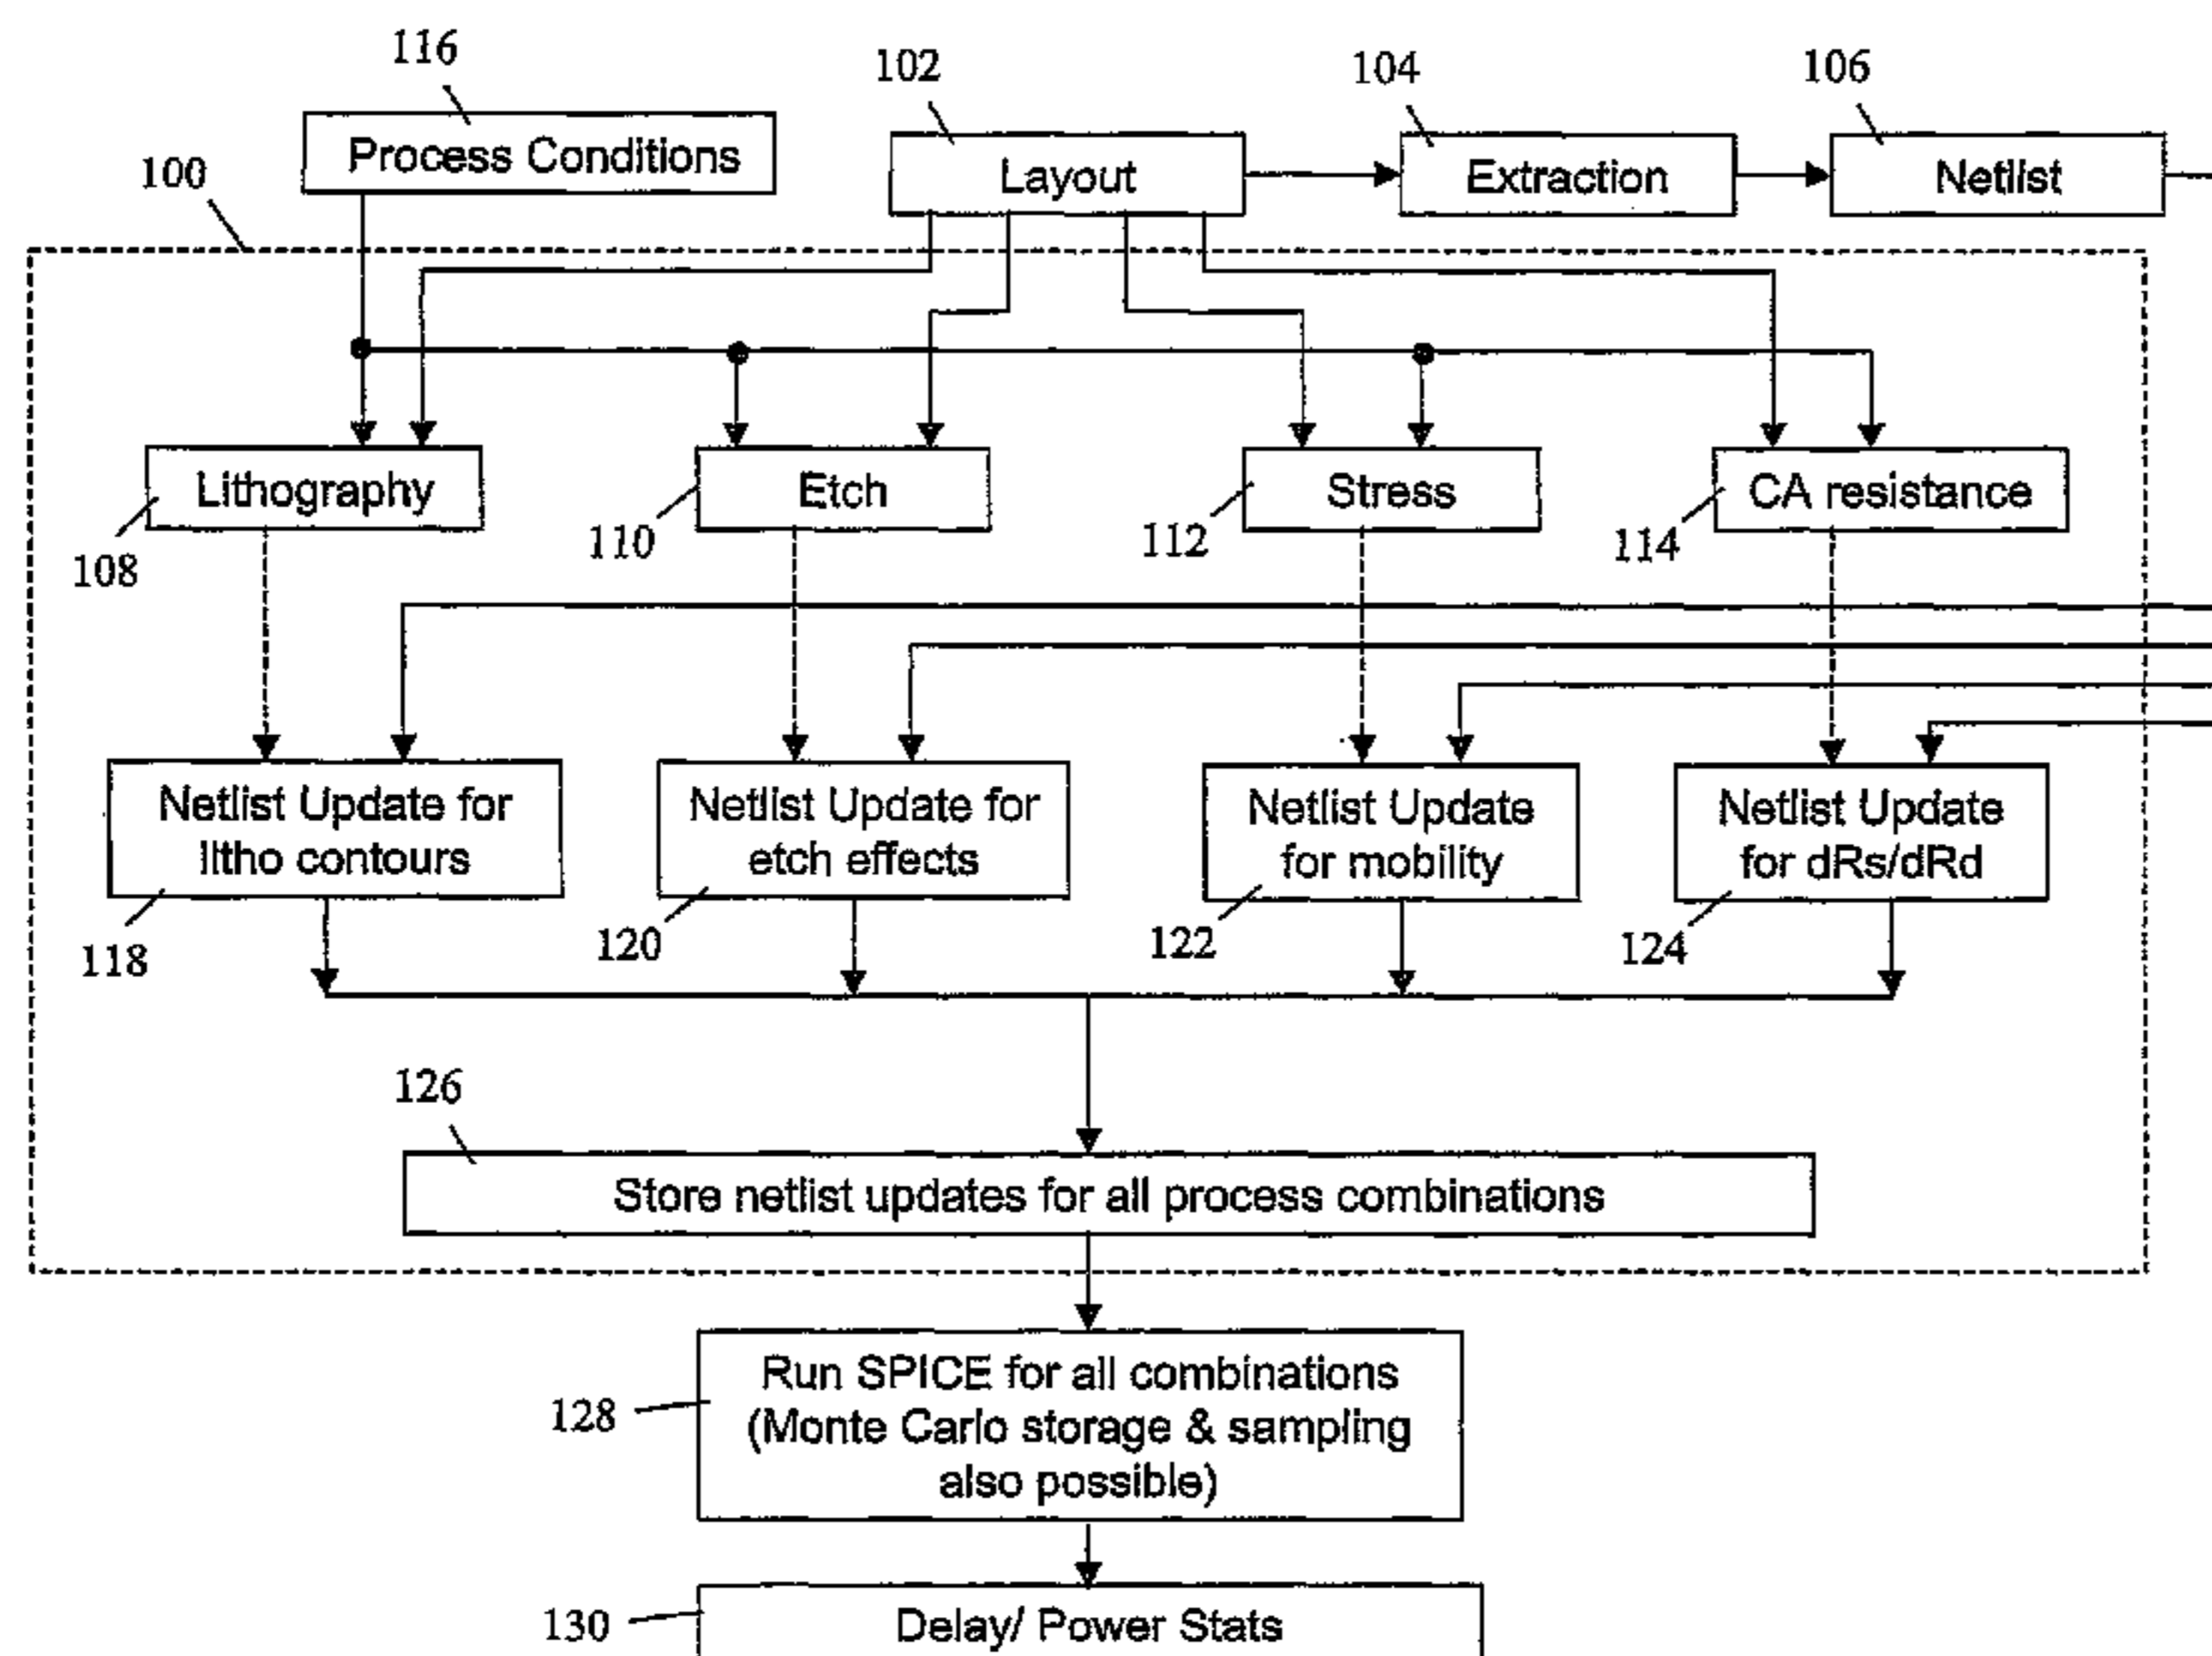 116
102
104
106
Process Conditions
Layout
Extraction
Netlist
100
Lithography
Etch
Stress
CA resistance
108
110
112
114
Netlist Update for
litho contours
Netlist Update for
etch effects
Netlist Update
for mobility
Netlist Update
for dRs/dRd
118
120
122
124
126
Store netlist updates for all process combinations
Run SPICE for all combinations
(Monte Carlo storage & sampling
also possible)
128
130
Delay/ Power Stats